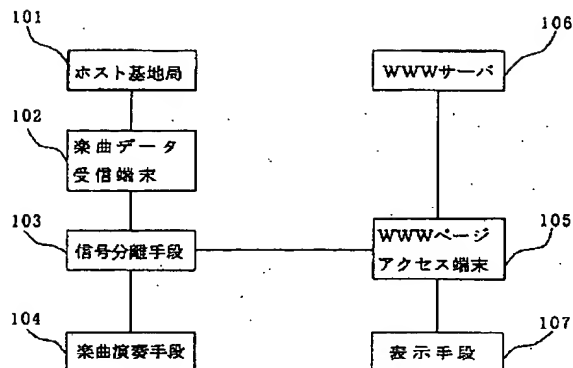 101
ホスト基地局
102
楽曲データ
受信端末
103
信号分離手段
104
楽曲演奏手段
106
WWWサーバ
105
WWWページ
アクセス端末
107
表示手段